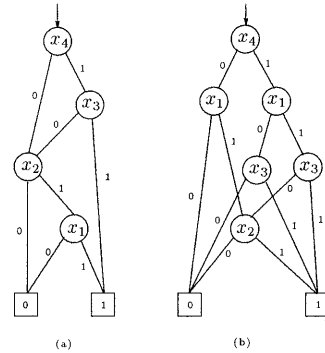 x4 x4
0 1 0 1
x3 x1 x1
0 0 1 0 1
x2 x3 x3
1 1 0
0 x1 0 x2 1 1
0 1 0 1
0 1 0 1
(a) (b)